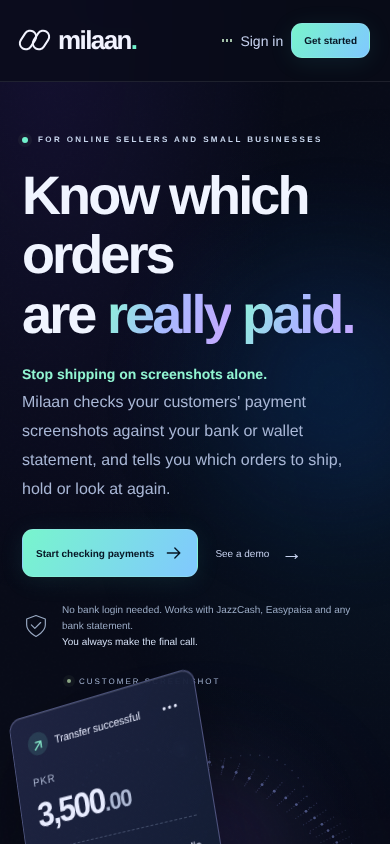 milaan.
Sign in
Get started
FOR ONLINE SELLERS AND SMALL BUSINESSES
Know which
orders
are really paid.
Stop shipping on screenshots alone.
Milaan checks your customers' payment
screenshots against your bank or wallet
statement, and tells you which orders to ship,
hold or look at again.
Start checking payments →
See a demo →
No bank login needed. Works with JazzCash, Easypaisa and any
bank statement.
You always make the final call.
CUSTOMER
Transfer successful
PKR
3,500.00